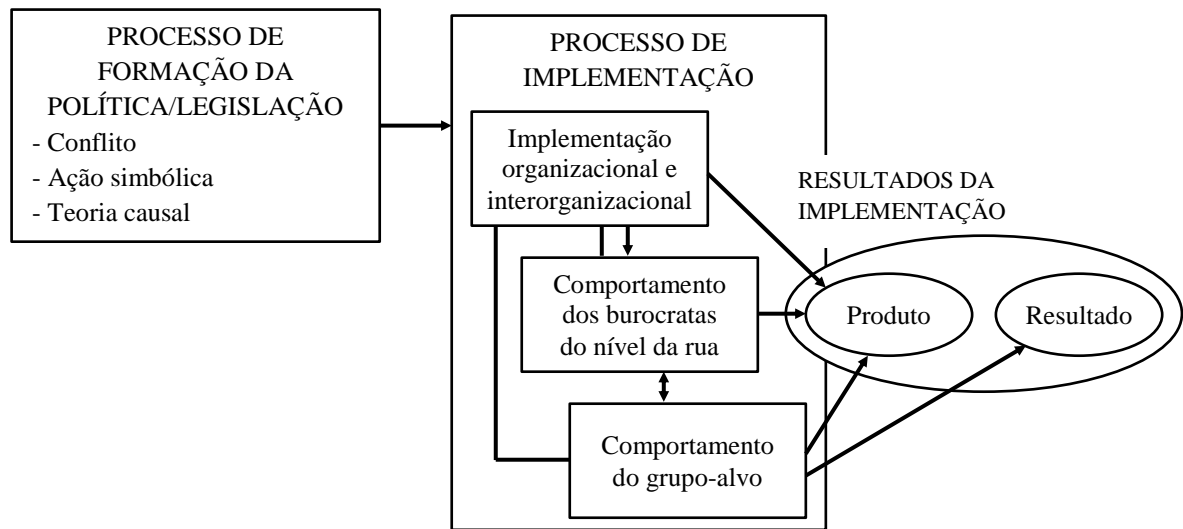 PROCESSO DE
FORMAÇÃO DA
POLÍTICA/LEGISLAÇÃO
- Conflito
- Ação simbólica
- Teoria causal
PROCESSO DE
IMPLEMENTAÇÃO
Implementação
organizacional e
interorganizacional
Comportamento
dos burocratas
do nível da rua
Comportamento
do grupo-alvo
RESULTADOS DA
IMPLEMENTAÇÃO
Produto
Resultado